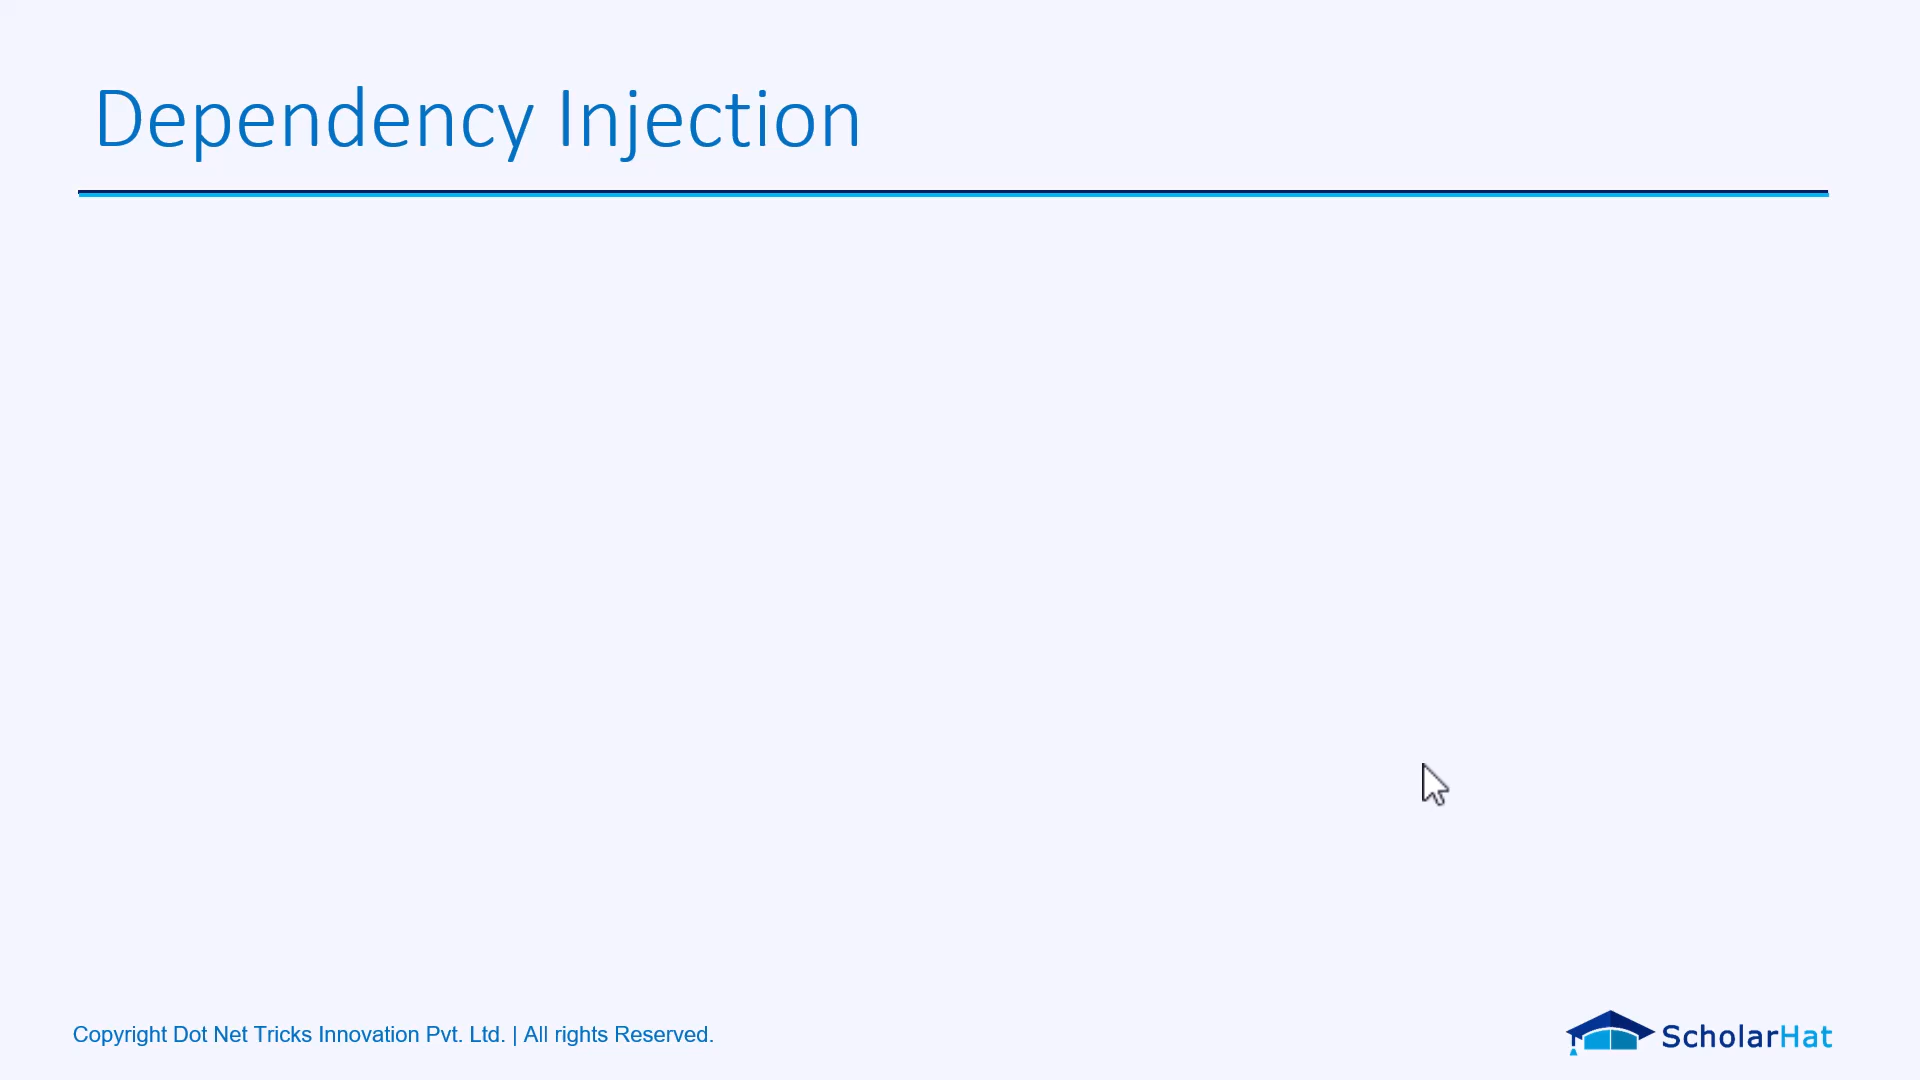 Dependency Injection
Copyright Dot Net Tricks Innovation Pvt. Ltd. | All rights Reserved.
ScholarHat